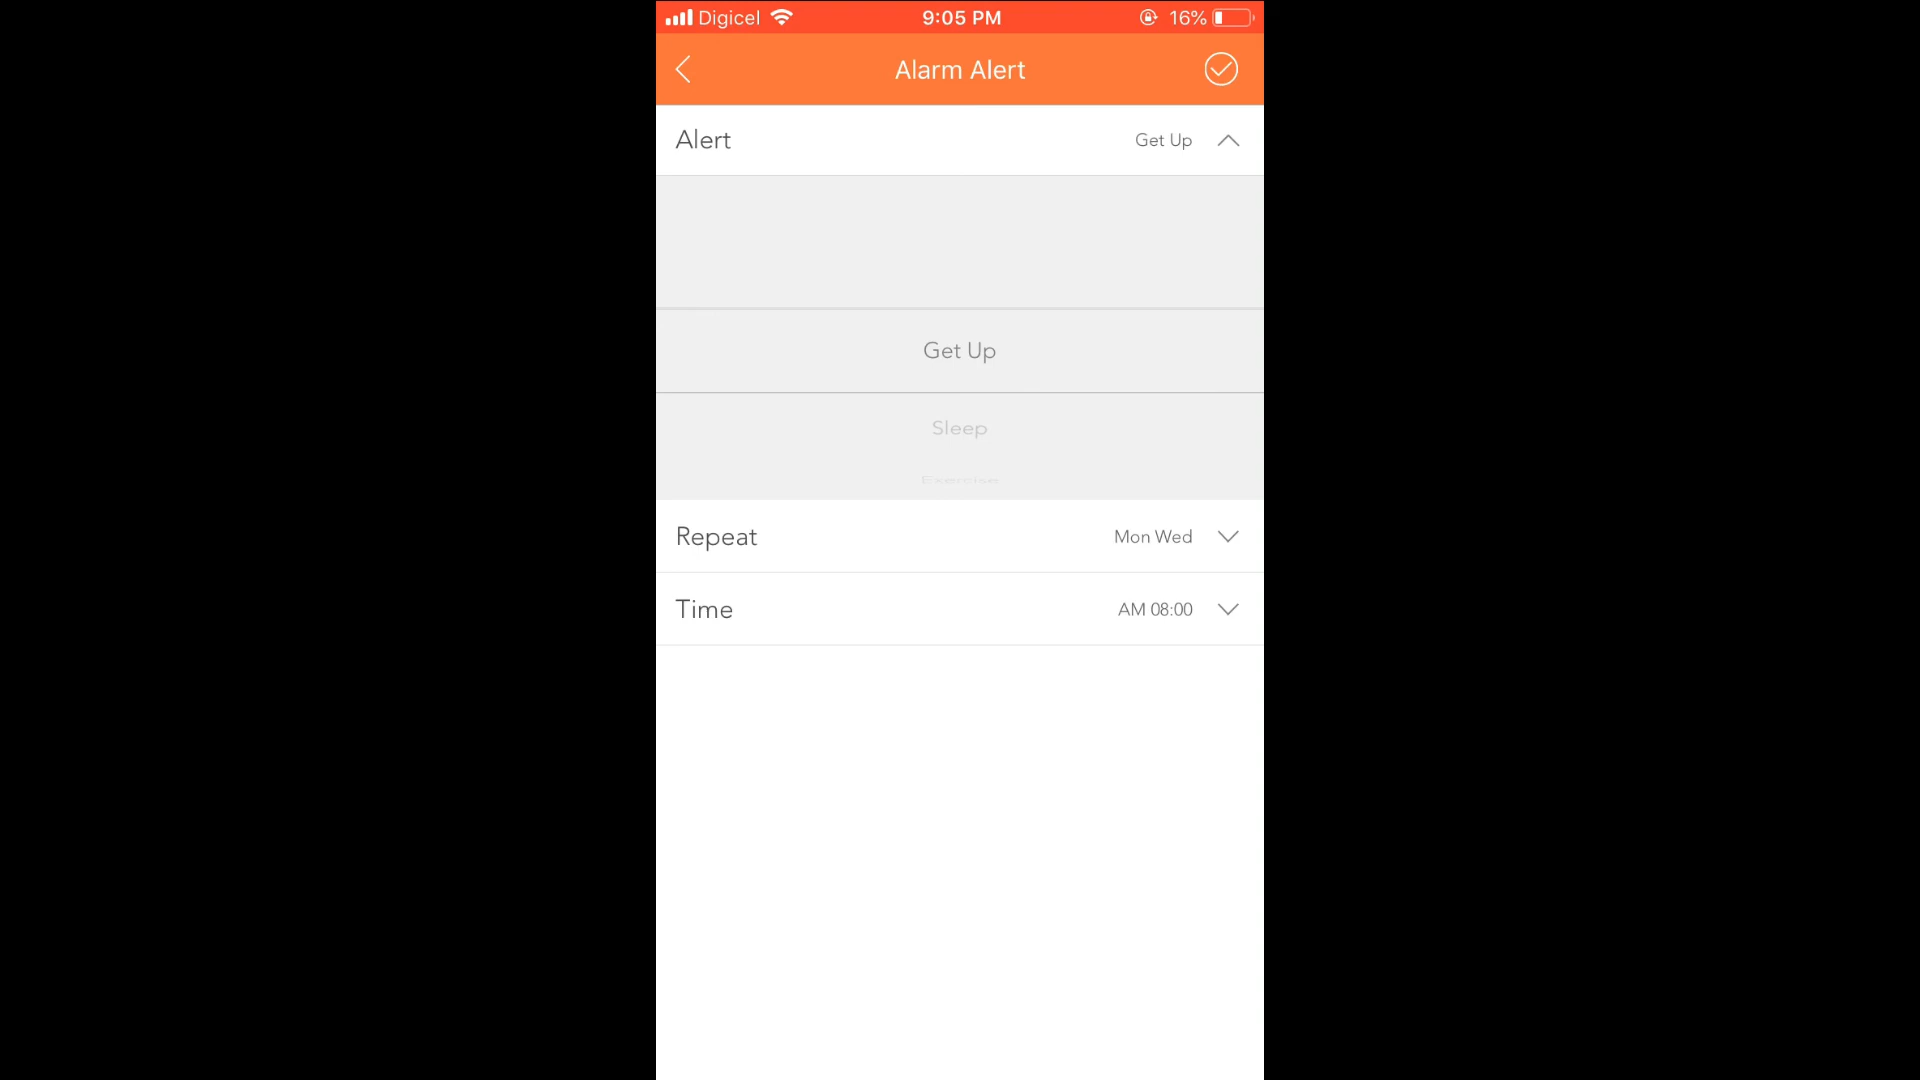 Digicel 9:05 PM 16%
Alarm Alert
Alert Get Up
Get Up
Sleep
Exercise
Repeat Mon Wed
Time AM 08:00